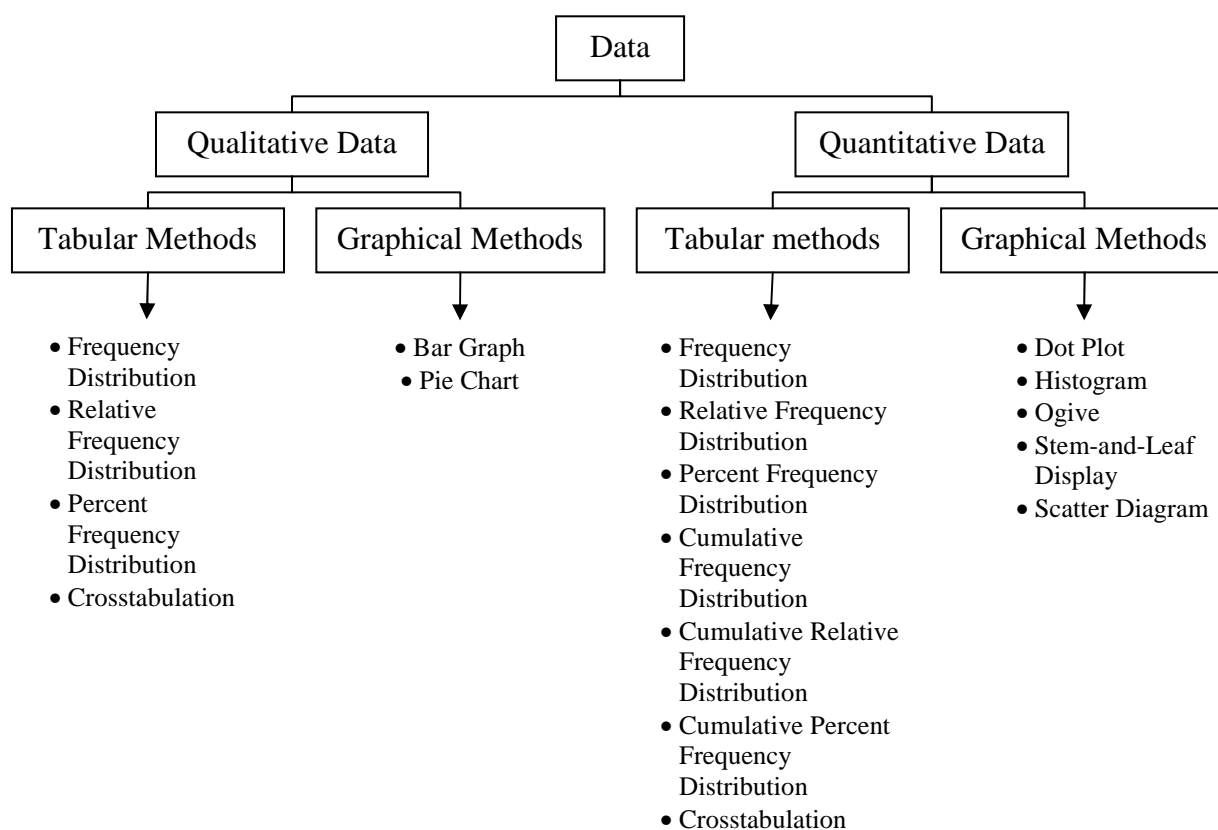 Data
Qualitative Data
Quantitative Data
Tabular Methods
Graphical Methods
Tabular methods
Graphical Methods
• Frequency
Distribution
• Relative
Frequency
Distribution
• Percent
Frequency
Distribution
• Crosstabulation
• Bar Graph
• Pie Chart
• Frequency
Distribution
• Relative Frequency
Distribution
• Percent Frequency
Distribution
• Cumulative
Frequency
Distribution
• Cumulative Relative
Frequency
Distribution
• Cumulative Percent
Frequency
Distribution
• Crosstabulation
• Dot Plot
• Histogram
• Ogive
• Stem-and-Leaf
Display
• Scatter Diagram